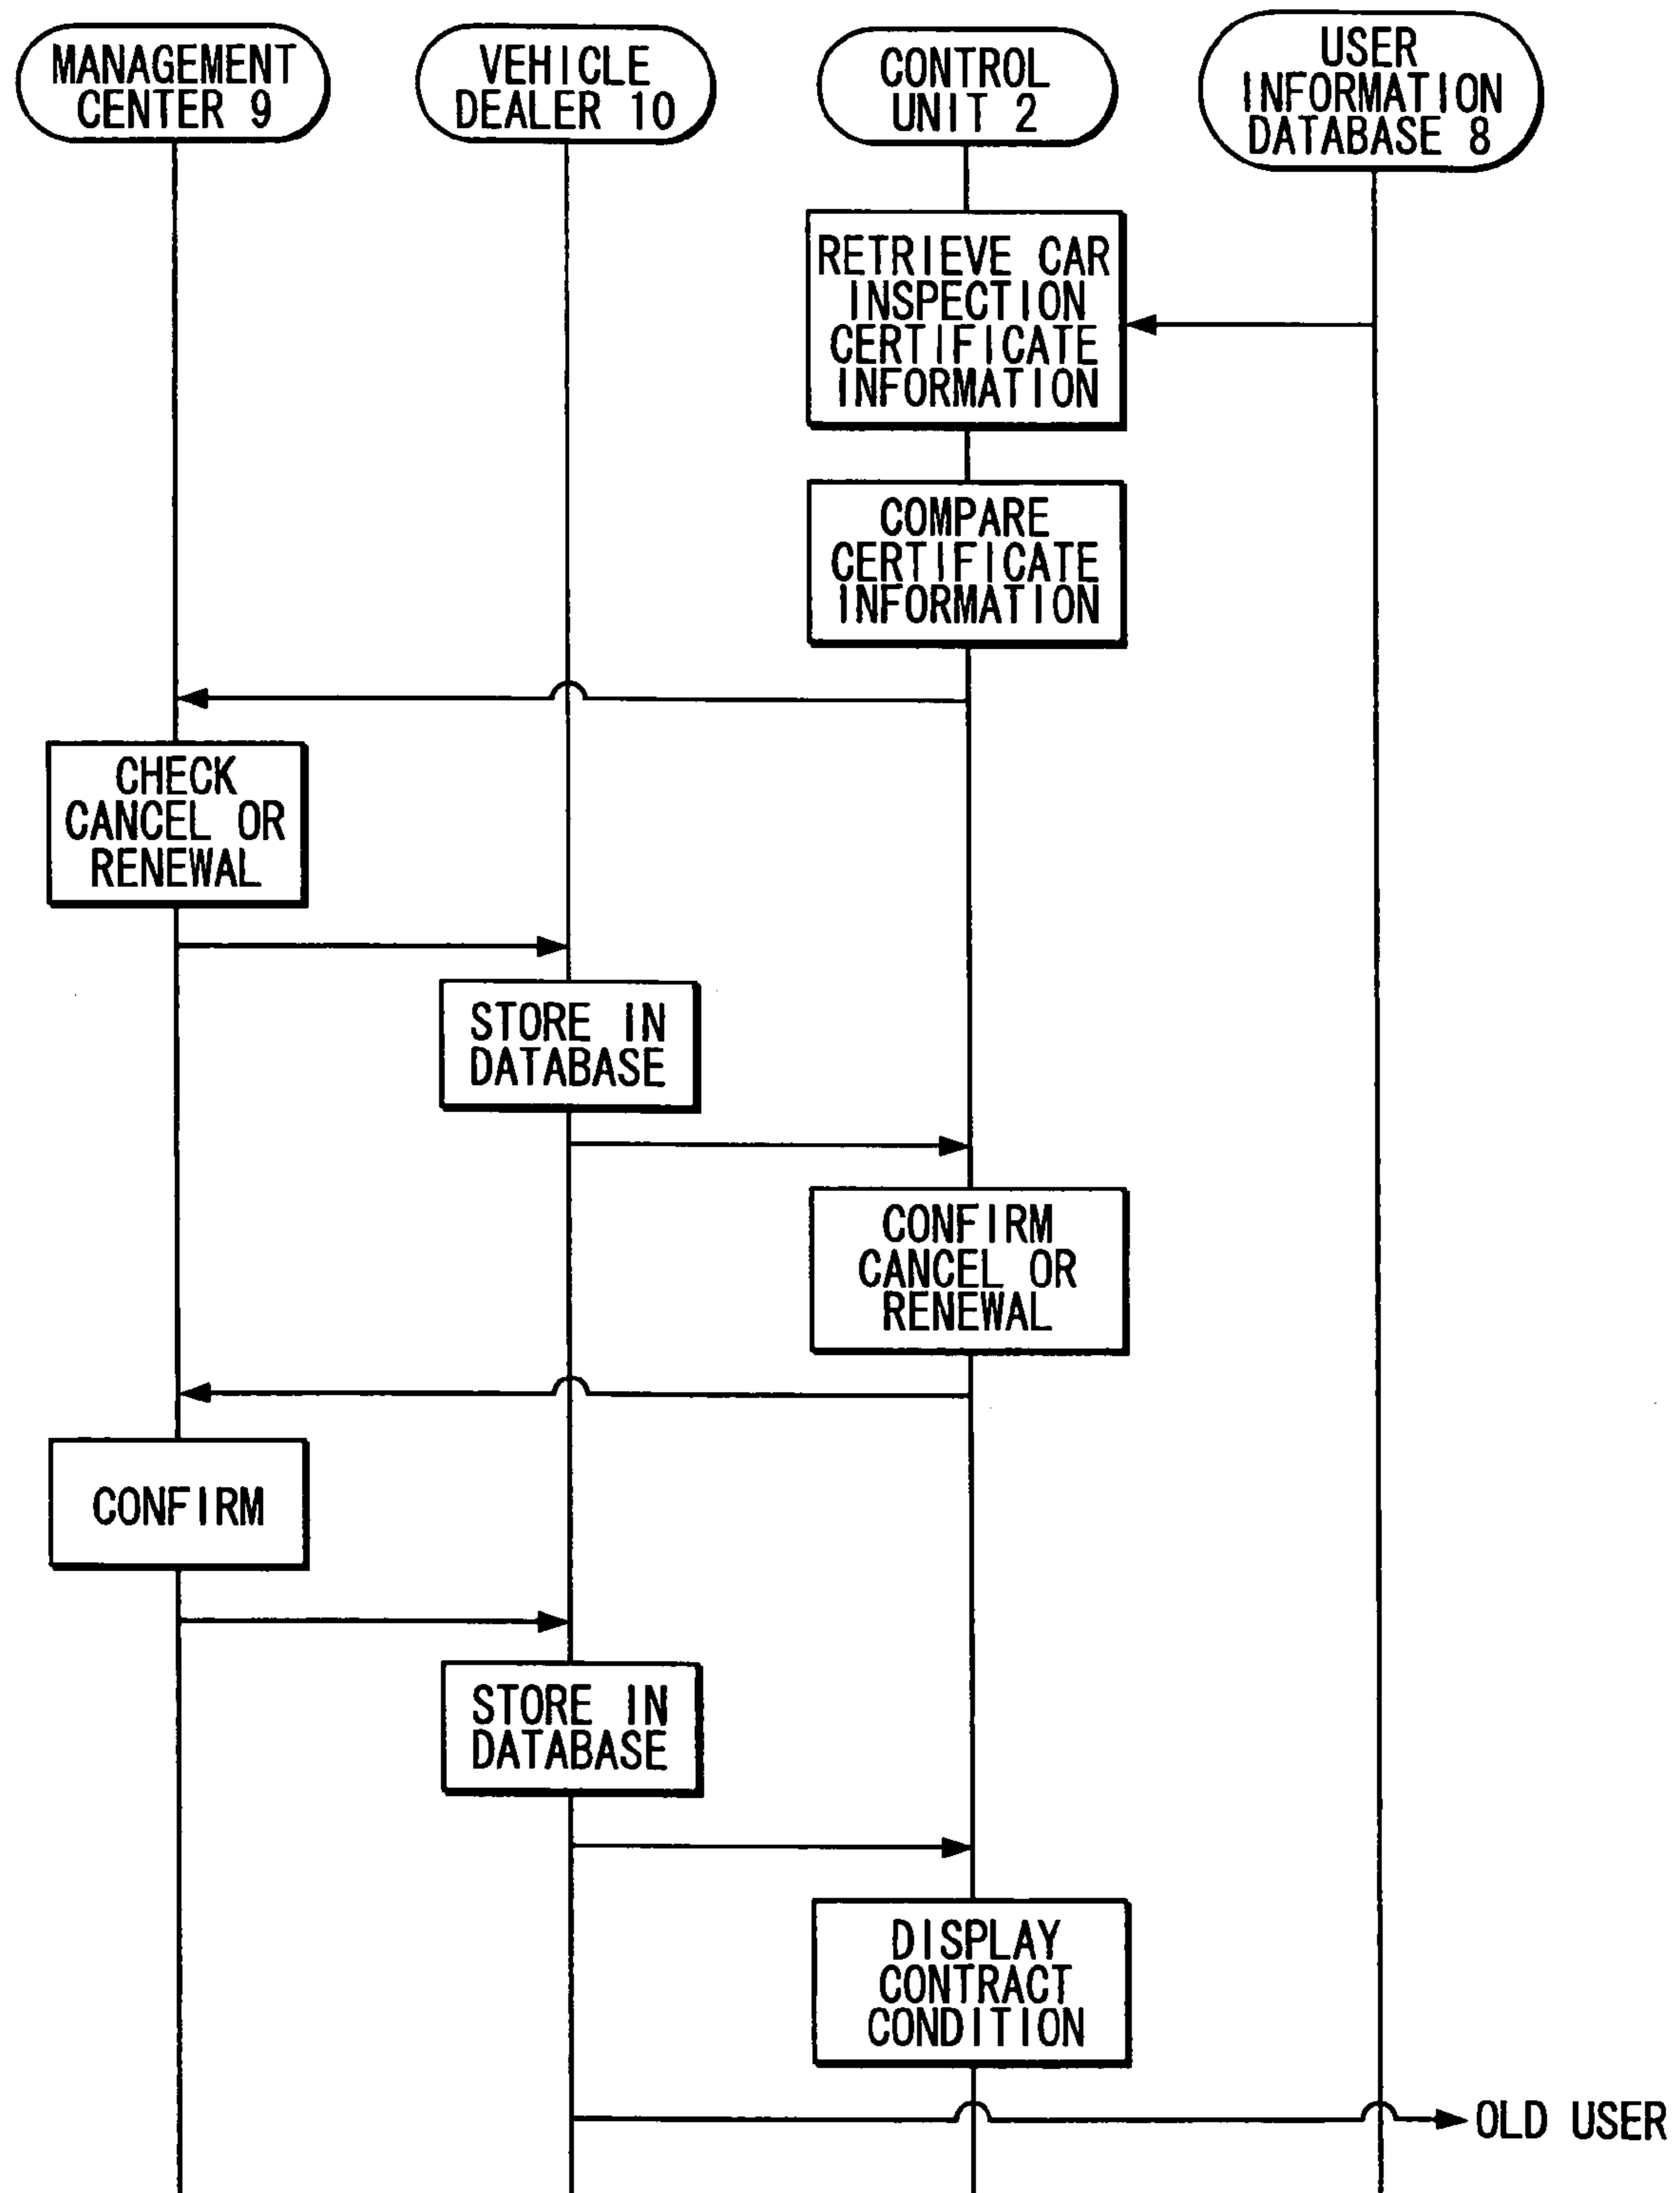 MANAGEMENT
CENTER 9
VEHICLE
DEALER 10
CONTROL
UNIT 2
USER
INFORMATION
DATABASE 8
RETRIEVE CAR
INSPECTION
CERTIFICATE
INFORMATION
COMPARE
CERTIFICATE
INFORMATION
CHECK
CANCEL OR
RENEWAL
STORE IN
DATABASE
CONFIRM
CANCEL OR
RENEWAL
CONFIRM
STORE IN
DATABASE
DISPLAY
CONTRACT
CONDITION
OLD USER